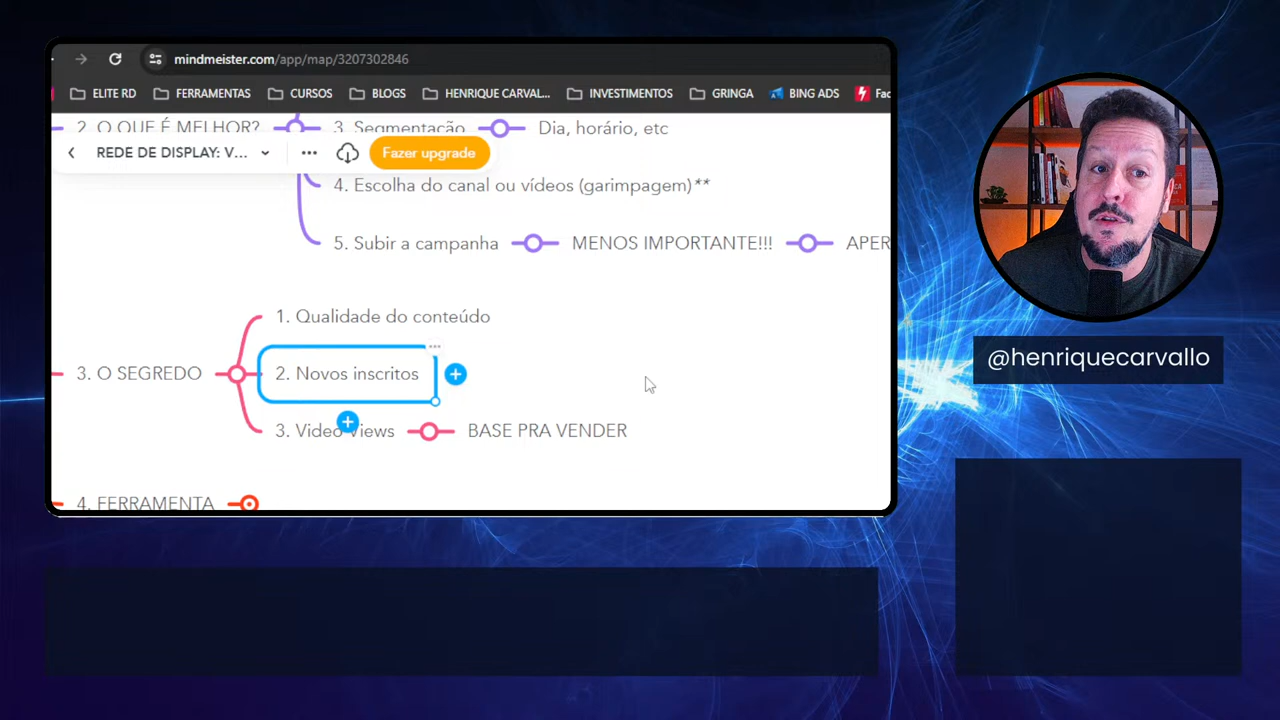 mindmeister.com/app/map/3207302846
ELITE RD FERRAMENTAS CURSOS BLOGS HENRIQUE CARVAL... INVESTIMENTOS GRINGA BING ADS Fac
2. O QUE É MELHOR? 3. Segmentação Dia, horário, etc
REDE DE DISPLAY: V... Fazer upgrade
4. Escolha do canal ou vídeos (garimpagem)**
5. Subir a campanha MENOS IMPORTANTE!!! APER
1. Qualidade do conteúdo
3. O SEGREDO 2. Novos inscritos
3. Video Views BASE PRA VENDER
4. FERRAMENTA
@henriquecarvallo